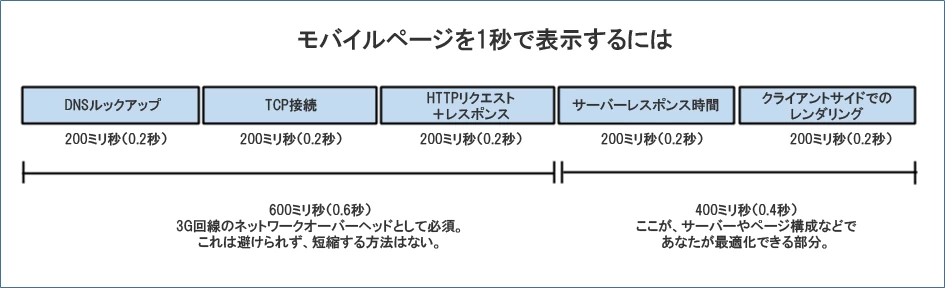 モバイルページを1秒で表示するには
DNSルックアップ
TCP接続
HTTPリクエスト
＋レスポンス
サーバーレスポンス時間
クライアントサイドでの
レンダリング
200ミリ秒（0.2秒）
200ミリ秒（0.2秒）
200ミリ秒（0.2秒）
200ミリ秒（0.2秒）
200ミリ秒（0.2秒）
600ミリ秒（0.6秒）
3G回線のネットワークオーバーヘッドとして必須。
これは避けられず、短縮する方法はない。
400ミリ秒（0.4秒）
ここが、サーバーやページ構成などで
あなたが最適化できる部分。